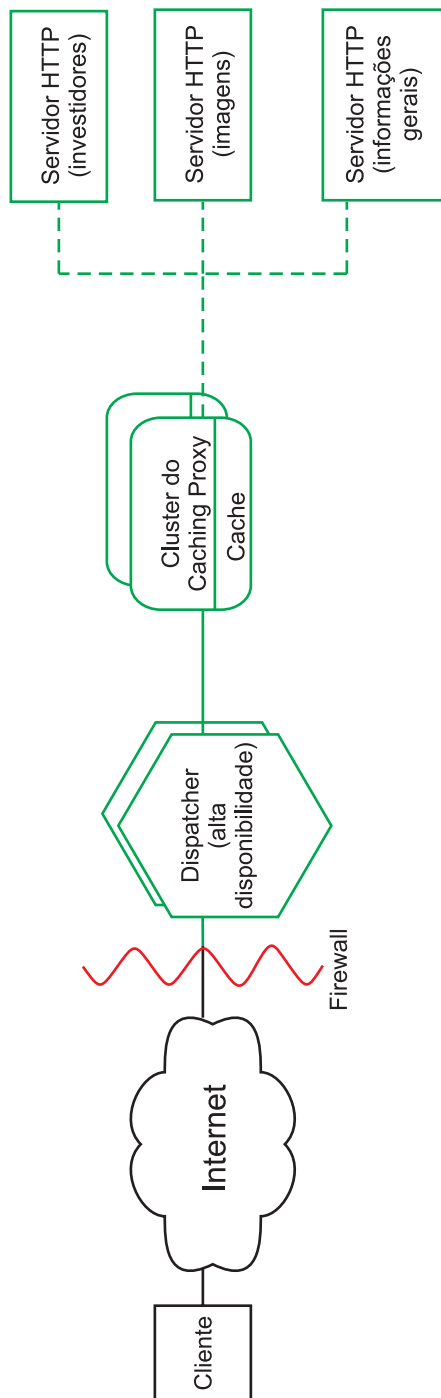 Cliente
Internet
Firewall
Dispatcher
(alta
disponibilidade)
Cluster do
Caching Proxy
Cache
Servidor HTTP
(investidores)
Servidor HTTP
(imagens)
Servidor HTTP
(informações
gerais)